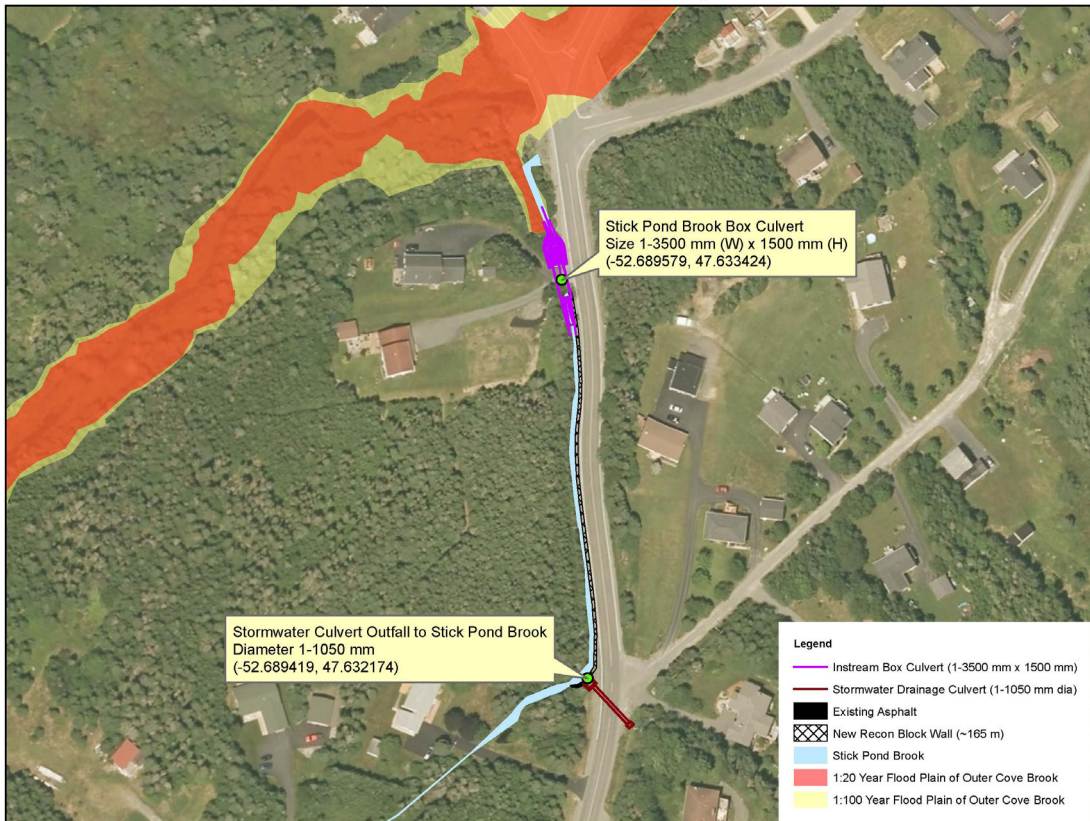 Stick Pond Brook Box Culvert
Size 1-3500 mm (W) x 1500 mm (H)
(-52.689579, 47.633424)
Stormwater Culvert Outfall to Stick Pond Brook
Diameter 1-1050 mm
(-52.689419, 47.632174)
Legend
Instream Box Culvert (1-3500 mm x 1500 mm)
Stormwater Drainage Culvert (1-1050 mm dia)
Existing Asphalt
New Recon Block Wall (~165 m)
Stick Pond Brook
1:20 Year Flood Plain of Outer Cove Brook
1:100 Year Flood Plain of Outer Cove Brook